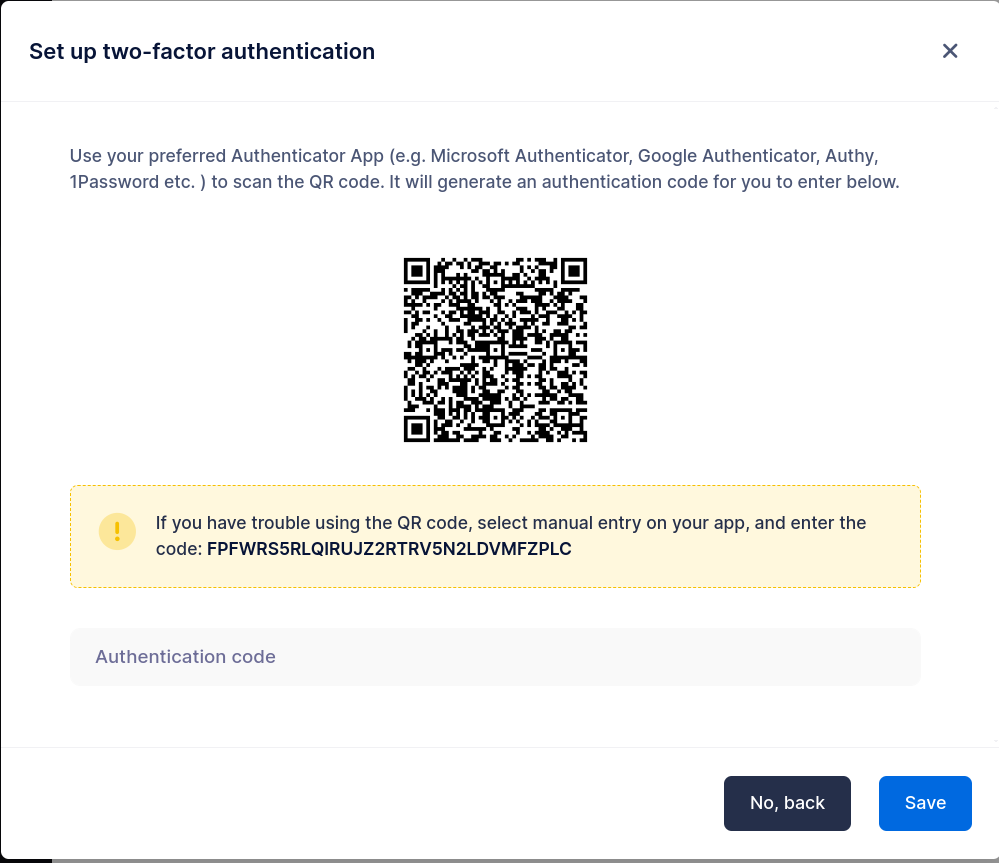 Set up two-factor authentication
Use your preferred Authenticator App (e.g. Microsoft Authenticator, Google Authenticator, Authy,
1Password etc. ) to scan the QR code. It will generate an authentication code for you to enter below.
If you have trouble using the QR code, select manual entry on your app, and enter the
code: FPFWRS5RLQIRUJZ2RTRV5N2LDVMFZPLC
Authentication code
No, back
Save